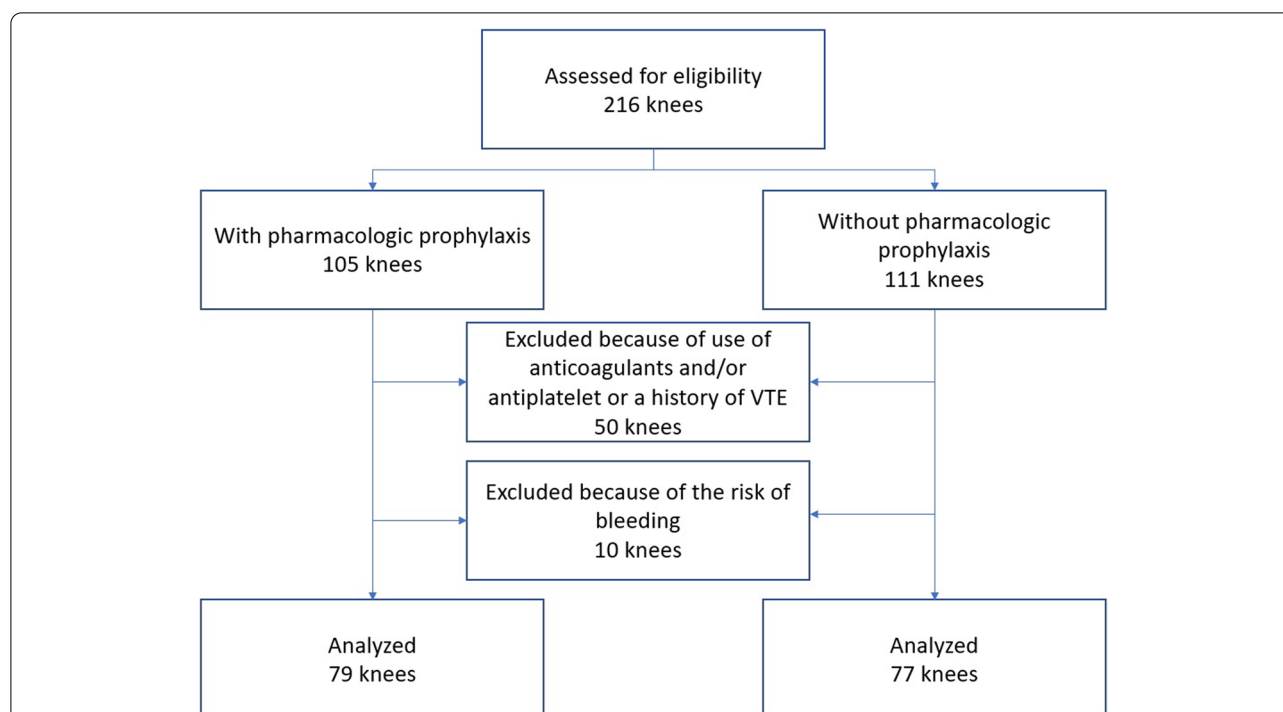 Assessed for eligibility
216 knees
With pharmacologic prophylaxis
105 knees
Without pharmacologic
prophylaxis
111 knees
Excluded because of use of
anticoagulants and/or
antiplatelet or a history of VTE
50 knees
Excluded because of the risk of
bleeding
10 knees
Analyzed
79 knees
Analyzed
77 knees